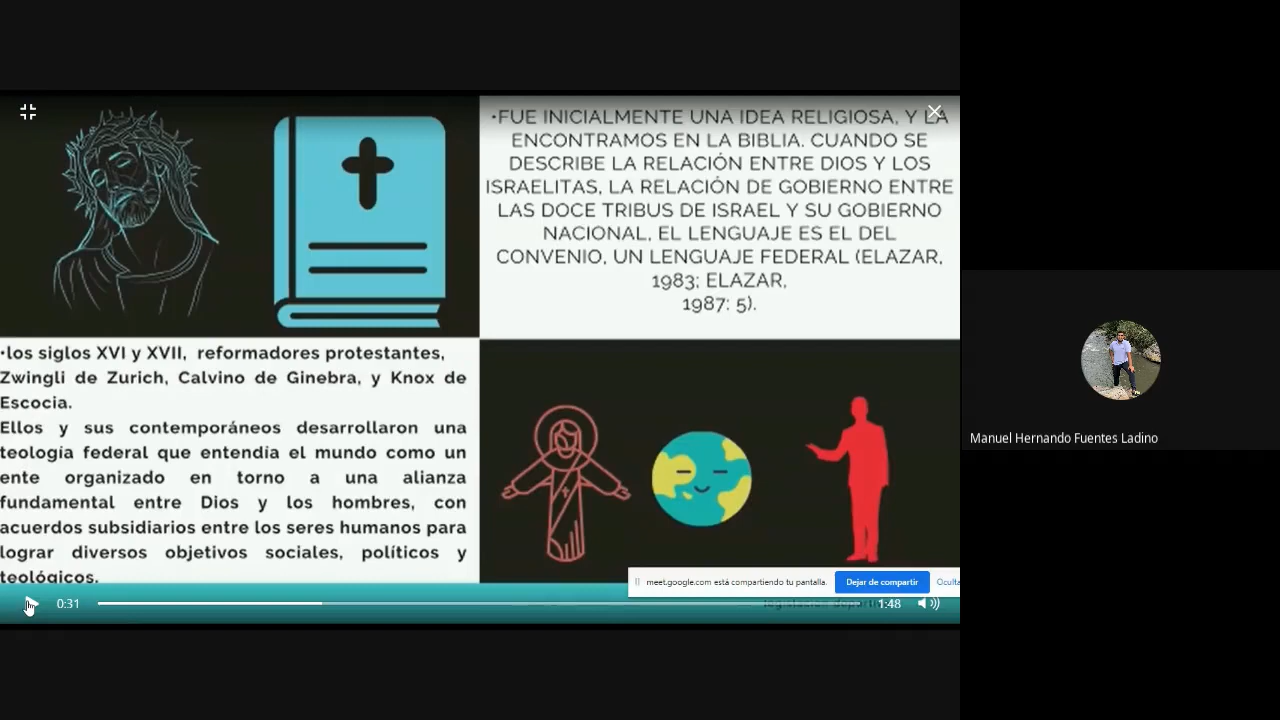 •FUE INICIALMENTE UNA IDEA RELIGIOSA, Y LA
ENCONTRAMOS EN LA BIBLIA. CUANDO SE
DESCRIBE LA RELACIÓN ENTRE DIOS Y LOS
ISRAELITAS, LA RELACIÓN DE GOBIERNO ENTRE
LAS DOCE TRIBUS DE ISRAEL Y SU GOBIERNO
NACIONAL, EL LENGUAJE ES EL DEL
CONVENIO, UN LENGUAJE FEDERAL (ELAZAR,
1983; ELAZAR,
1987: 5).
•los siglos XVI y XVII, reformadores protestantes,
Zwingli de Zurich, Calvino de Ginebra, y Knox de
Escocia.
Ellos y sus contemporáneos desarrollaron una
teología federal que entendía el mundo como un
ente organizado en torno a una alianza
fundamental entre Dios y los hombres, con
acuerdos subsidiarios entre los seres humanos para
lograr diversos objetivos sociales, políticos y
teológicos.
meet.google.com está compartiendo tu pantalla.
Dejar de compartir
Oculta
0:31
1:48
Manuel Hernando Fuentes Ladino